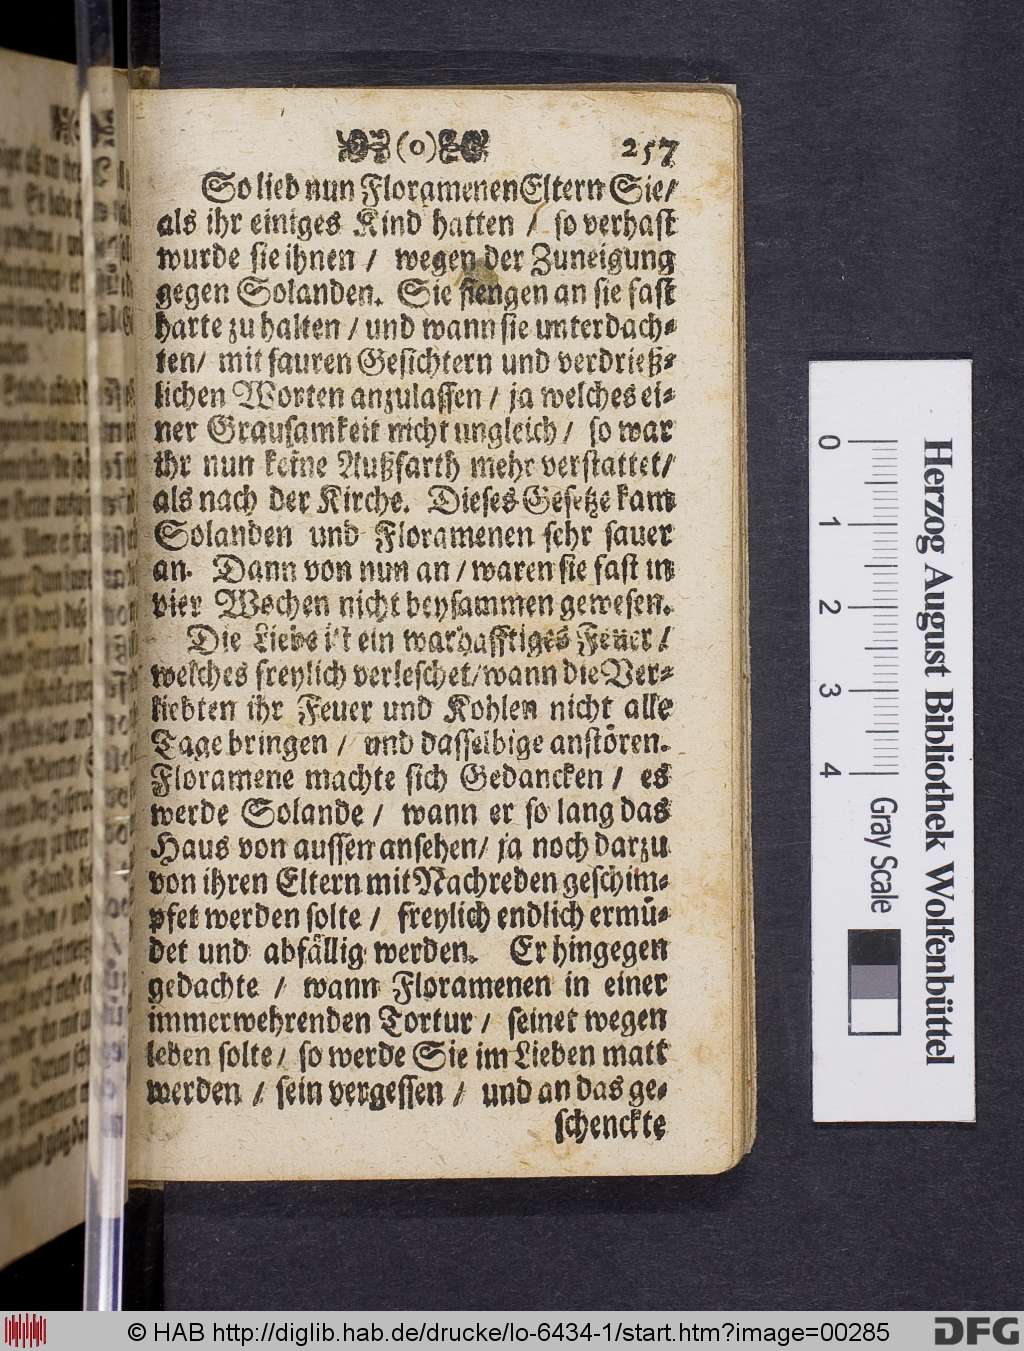 (o) 257
So lieb nun Floramenen Eltern Sie/
als ihr einiges Kind hatten / so verhast
wurde sie ihnen / wegen der Zuneigung
gegen Solanden. Sie fiengen an sie fast
harte zu halten / und wann sie unterdach-
ten/ mit sauren Gesichtern und verdrieß-
lichen Worten anzulassen / ja welches ei-
ner Grausamkeit nicht ungleich / so war
ihr nun keine Außfarth mehr verstattet/
als nach der Kirche. Dieses Gesetze kam
Solanden und Floramenen sehr sauer
an. Dann von nun an / waren sie fast in
vier Wochen nicht beysammen gewesen.
Die Liebe ist ein warhafftiges Feuer /
welches freylich verleschet/ wann die Ver-
liebten ihr Feuer und Kohlen nicht alle
Tage bringen / und dasselbige anstören.
Floramene machte sich Gedancken / es
werde Solande / wann er so lang das
Haus von aussen ansehen/ ja noch darzu
von ihren Eltern mit Nachreden geschim-
pfet werden solte / freylich endlich ermü-
det und abfällig werden. Er hingegen
gedachte / wann Floramenen in einer
immerwehrenden Tortur / seinet wegen
leben solte / so werde Sie im Lieben matt
werden / sein vergessen / und an das ge-
schenckte
0 1 2 3 4
Gray Scale
Herzog August Bibliothek Wolfenbüttel
© HAB http://diglib.hab.de/drucke/lo-6434-1/start.htm?image=00285
DFG